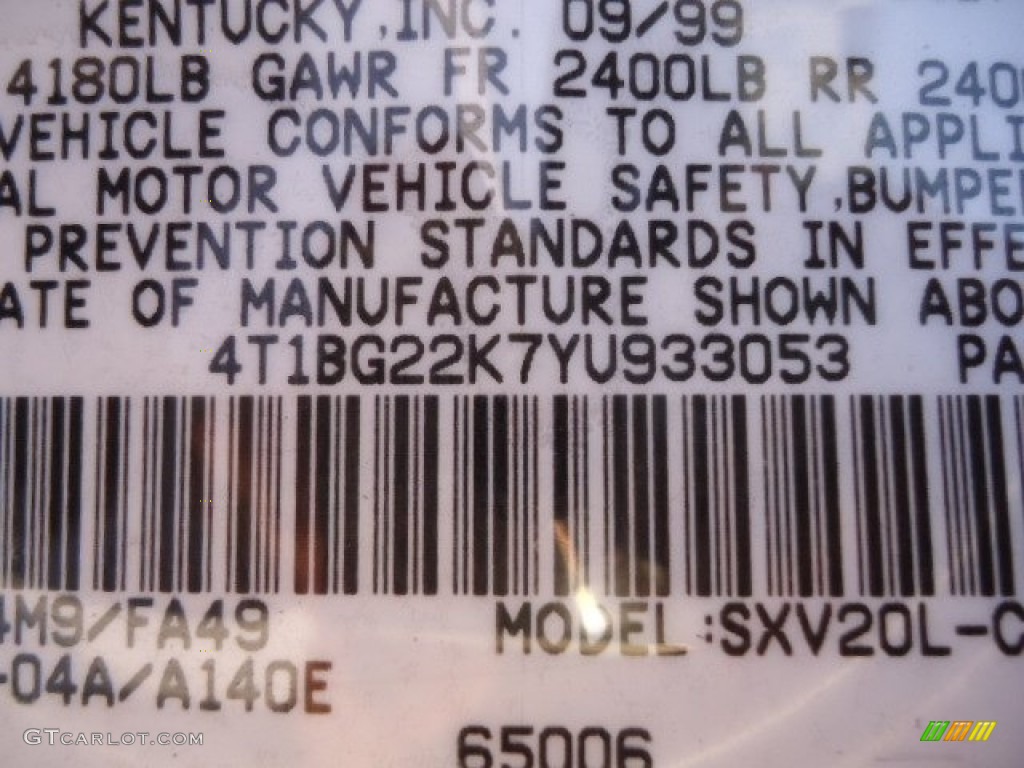 KENTUCKY,INC. 09/99
4180LB GAWR FR 2400LB RR 240
VEHICLE CONFORMS TO ALL APPLI
AL MOTOR VEHICLE SAFETY,BUMPE
PREVENTION STANDARDS IN EFFE
ATE OF MANUFACTURE SHOWN ABO
4T1BG22K7YU933053 PA
4M9/FA49 MODEL:SXV20L-C
-04A/A140E
65006
GTCARLOT.COM